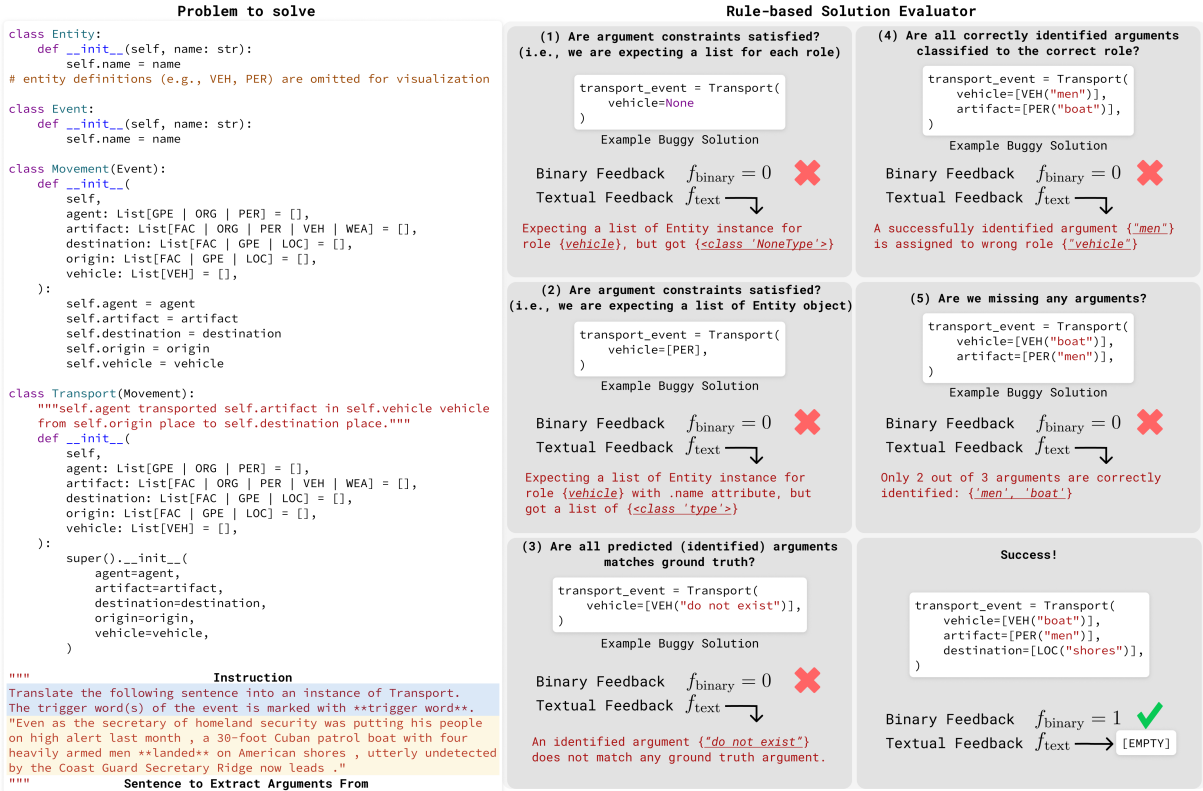 Problem to solve
class Entity:
    def __init__(self, name: str):
        self.name = name
# entity definitions (e.g., VEH, PER) are omitted for visualization
class Event:
    def __init__(self, name: str):
        self.name = name
class Movement(Event):
    def __init__(
        self,
        agent: List[GPE | ORG | PER] = [],
        artifact: List[FAC | ORG | PER | VEH | WEA] = [],
        destination: List[FAC | GPE | LOC] = [],
        origin: List[FAC | GPE | LOC] = [],
        vehicle: List[VEH] = [],
    ):
        self.agent = agent
        self.artifact = artifact
        self.destination = destination
        self.origin = origin
        self.vehicle = vehicle
class Transport(Movement):
    """self.agent transported self.artifact in self.vehicle vehicle
    from self.origin place to self.destination place."""
    def __init__(
        self,
        agent: List[GPE | ORG | PER] = [],
        artifact: List[FAC | ORG | PER | VEH | WEA] = [],
        destination: List[FAC | GPE | LOC] = [],
        origin: List[FAC | GPE | LOC] = [],
        vehicle: List[VEH] = [],
    ):
        super().__init__(
            agent=agent,
            artifact=artifact,
            destination=destination,
            origin=origin,
            vehicle=vehicle,
        )
""" Instruction
Translate the following sentence into an instance of Transport.
The trigger word(s) of the event is marked with **trigger word**.
"Even as the secretary of homeland security was putting his people
on high alert last month , a 30-foot Cuban patrol boat with four
heavily armed men **landed** on American shores , utterly undetected
by the Coast Guard Secretary Ridge now leads ."
""" Sentence to Extract Arguments From
Rule-based Solution Evaluator
(1) Are argument constraints satisfied?
(i.e., we are expecting a list for each role)
transport_event = Transport(
    vehicle=None
)
Example Buggy Solution
Binary Feedback f_binary = 0
Textual Feedback f_text
Expecting a list of Entity instance for
role {vehicle}, but got {<class 'NoneType'>}
(2) Are argument constraints satisfied?
(i.e., we are expecting a list of Entity object)
transport_event = Transport(
    vehicle=[PER],
)
Example Buggy Solution
Binary Feedback f_binary = 0
Textual Feedback f_text
Expecting a list of Entity instance for
role {vehicle} with .name attribute, but
got a list of {<class 'type'>}
(3) Are all predicted (identified) arguments
matches ground truth?
transport_event = Transport(
    vehicle=[VEH("do not exist")],
)
Example Buggy Solution
Binary Feedback f_binary = 0
Textual Feedback f_text
An identified argument {"do not exist"}
does not match any ground truth argument.
(4) Are all correctly identified arguments
classified to the correct role?
transport_event = Transport(
    vehicle=[VEH("men")],
    artifact=[PER("boat")],
)
Example Buggy Solution
Binary Feedback f_binary = 0
Textual Feedback f_text
A successfully identified argument {"men"}
is assigned to wrong role {"vehicle"}
(5) Are we missing any arguments?
transport_event = Transport(
    vehicle=[VEH("boat")],
    artifact=[PER("men")],
)
Example Buggy Solution
Binary Feedback f_binary = 0
Textual Feedback f_text
Only 2 out of 3 arguments are correctly
identified: {'men', 'boat'}
Success!
transport_event = Transport(
    vehicle=[VEH("boat")],
    artifact=[PER("men")],
    destination=[LOC("shores")],
)
Binary Feedback f_binary = 1
Textual Feedback f_text [EMPTY]